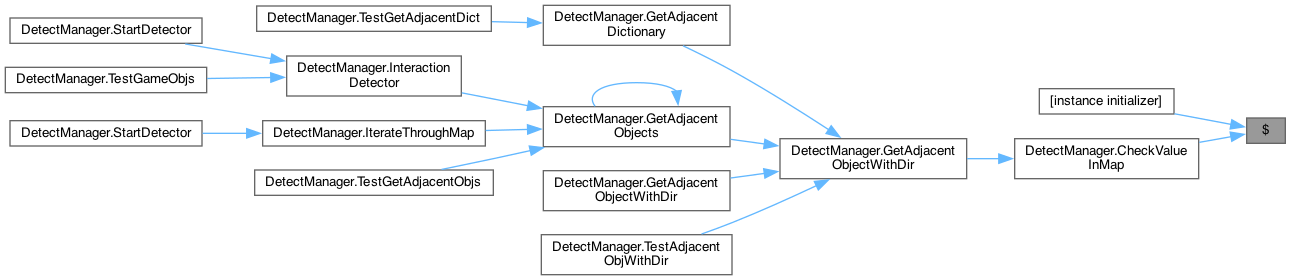 DetectManager.StartDetector
DetectManager.TestGameObjs
DetectManager.StartDetector
DetectManager.TestGetAdjacentDict
DetectManager.Interaction
Detector
DetectManager.IterateThroughMap
DetectManager.TestGetAdjacentObjs
DetectManager.GetAdjacent
Dictionary
DetectManager.GetAdjacent
Objects
DetectManager.GetAdjacent
ObjectWithDir
DetectManager.TestAdjacent
ObjWithDir
DetectManager.GetAdjacent
ObjectWithDir
[instance initializer]
DetectManager.CheckValue
InMap
$